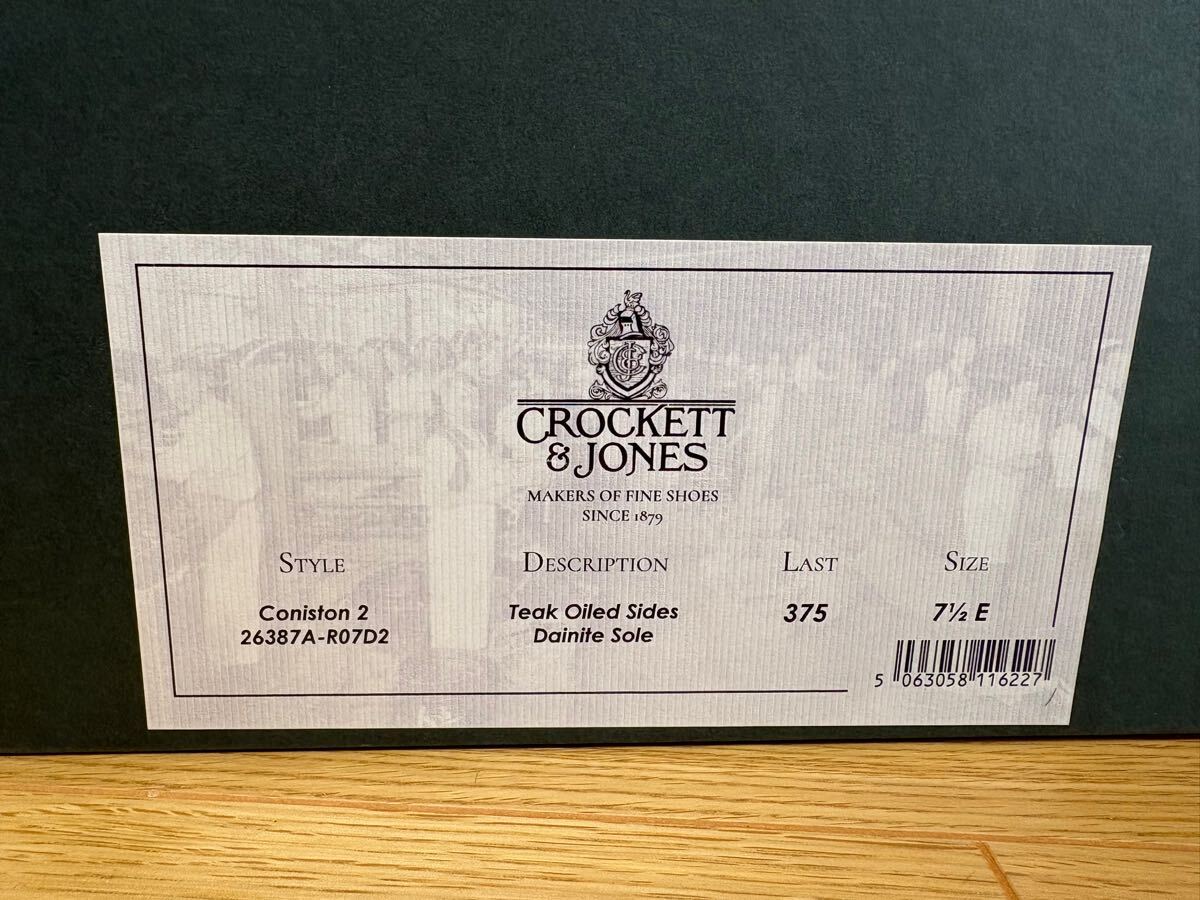 CROCKETT
& JONES
MAKERS OF FINE SHOES
SINCE 1879
STYLE DESCRIPTION LAST SIZE
Coniston 2 Teak Oiled Sides 375 7½ E
26387A-R07D2 Dainite Sole
5 063058 116227